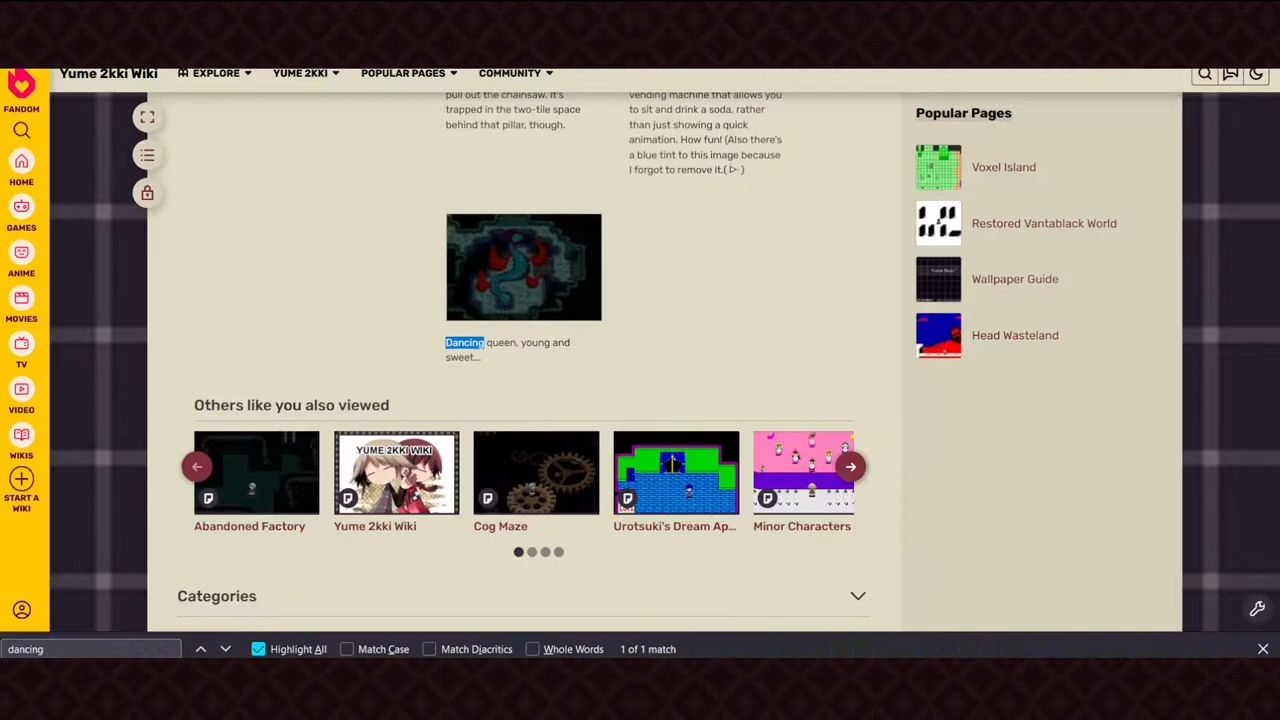 Yume 2kki Wiki
EXPLORE
YUME 2KKI
POPULAR PAGES
COMMUNITY
FANDOM
HOME
GAMES
ANIME
MOVIES
TV
VIDEO
WIKIS
START A
WIKI
pull out the chainsaw. It's
trapped in the two-tile space
behind that pillar, though.
vending machine that allows you
to sit and drink a soda, rather
than just showing a quick
animation. How fun! (Also there's
a blue tint to this image because
I forgot to remove it.( ᐕ )
Dancing queen, young and
sweet...
Popular Pages
Voxel Island
Restored Vantablack World
Wallpaper Guide
Head Wasteland
Others like you also viewed
YUME 2KKI WIKI
Abandoned Factory
Yume 2kki Wiki
Cog Maze
Urotsuki's Dream Ap...
Minor Characters
Categories
dancing
Highlight All
Match Case
Match Diacritics
Whole Words
1 of 1 match